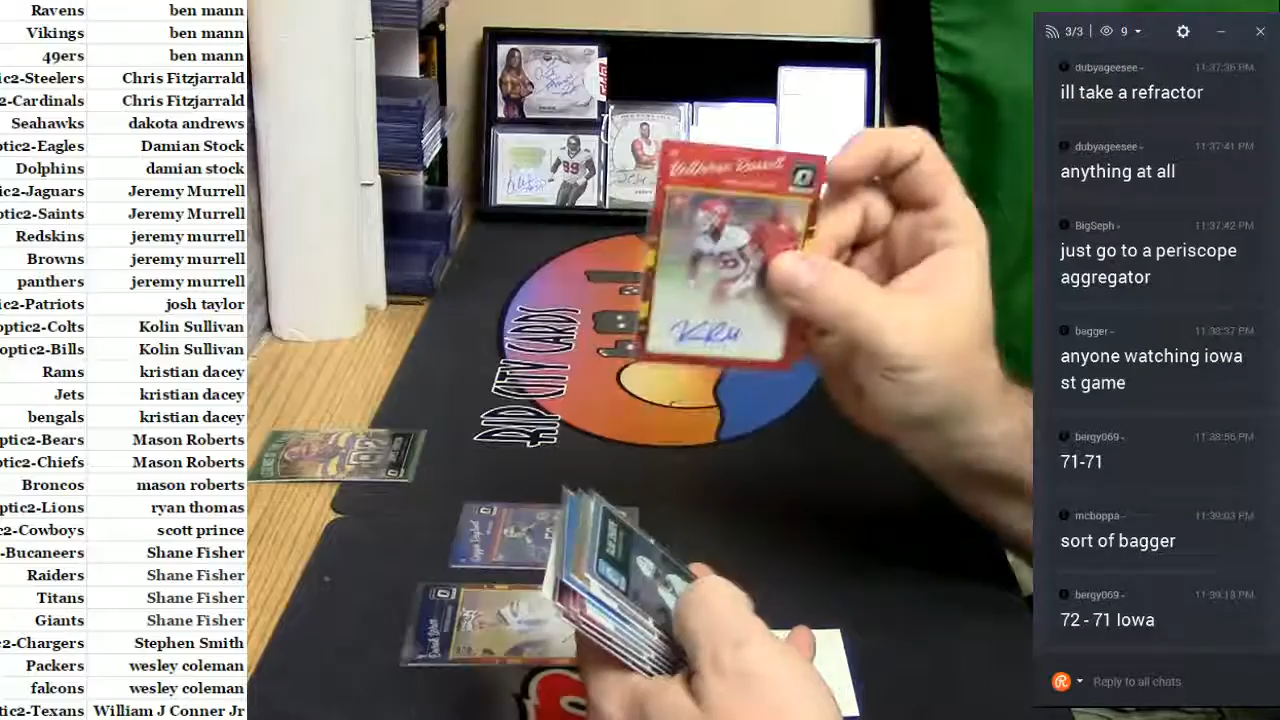 Ravens ben mann
Vikings ben mann
49ers ben mann
ic2-Steelers Chris Fitzjarrald
2-Cardinals Chris Fitzjarrald
Seahawks dakota andrews
ptic2-Eagles Damian Stock
Dolphins damian stock
ic2-Jaguars Jeremy Murrell
ptic2-Saints Jeremy Murrell
Redskins jeremy murrell
Browns jeremy murrell
panthers jeremy murrell
ic2-Patriots josh taylor
optic2-Colts Kolin Sullivan
optic2-Bills Kolin Sullivan
Rams kristian dacey
Jets kristian dacey
bengals kristian dacey
ptic2-Bears Mason Roberts
tic2-Chiefs Mason Roberts
Broncos mason roberts
ptic2-Lions ryan thomas
c2-Cowboys scott prince
-Bucaneers Shane Fisher
Raiders Shane Fisher
Titans Shane Fisher
Giants Shane Fisher
c2-Chargers Stephen Smith
Packers wesley coleman
falcons wesley coleman
tic2-Texans William J Conner Jr
RIP CITY CARDS
99
3/3 9
dubyageesee 11:37:36 PM
ill take a refractor
dubyageesee 11:37:41 PM
anything at all
BigSeph 11:37:42 PM
just go to a periscope
aggregator
bagger 11:38:37 PM
anyone watching iowa
st game
bergy069 11:38:56 PM
71-71
mcboppa 11:39:03 PM
sort of bagger
bergy069 11:39:13 PM
72 - 71 Iowa
Reply to all chats